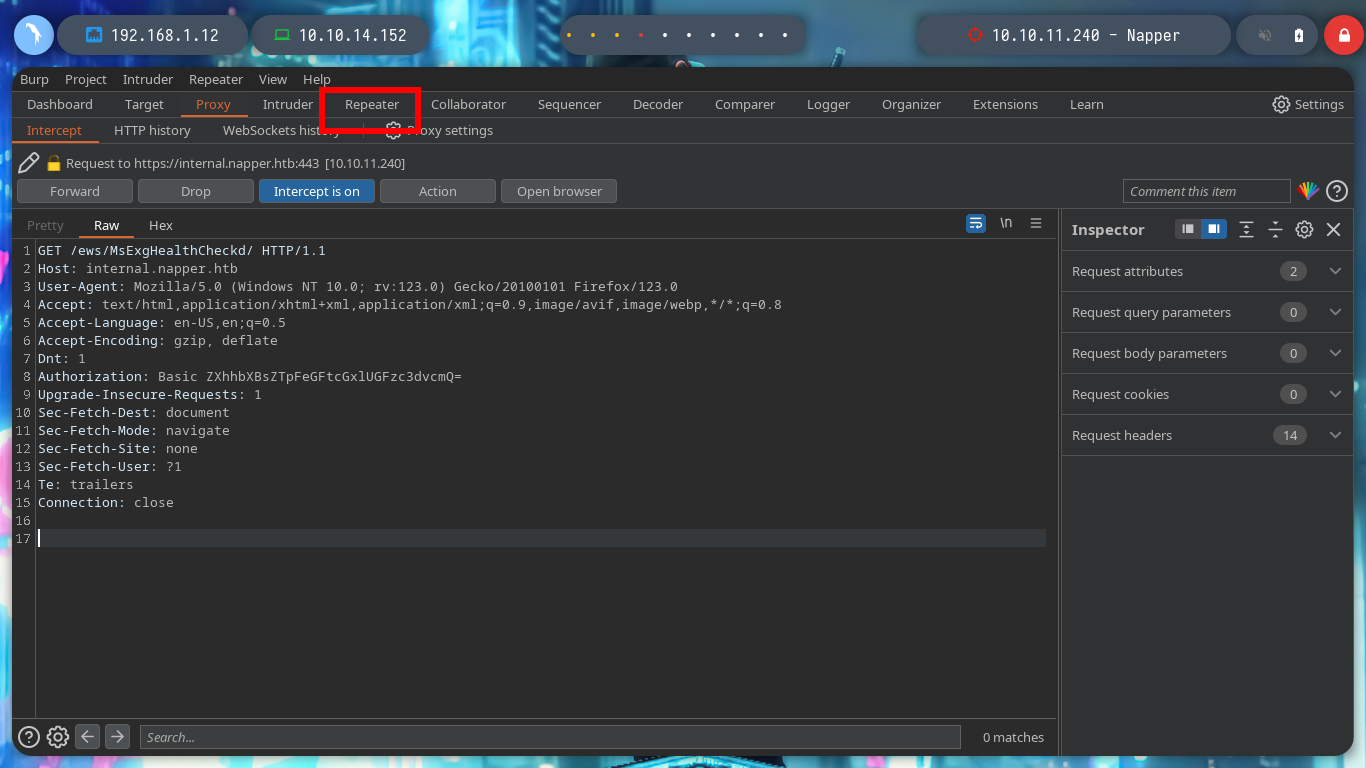 192.168.1.12 10.10.14.152 10.10.11.240 – Napper
Burp Project Intruder Repeater View Help
Dashboard Target Proxy Intruder Repeater Collaborator Sequencer Decoder Comparer Logger Organizer Extensions Learn Settings
Intercept HTTP history WebSockets history Proxy settings
Request to https://internal.napper.htb:443 [10.10.11.240]
Forward Drop Intercept is on Action Open browser Comment this item
Pretty Raw Hex \n
1 GET /ews/MsExgHealthCheckd/ HTTP/1.1
2 Host: internal.napper.htb
3 User-Agent: Mozilla/5.0 (Windows NT 10.0; rv:123.0) Gecko/20100101 Firefox/123.0
4 Accept: text/html,application/xhtml+xml,application/xml;q=0.9,image/avif,image/webp,*/*;q=0.8
5 Accept-Language: en-US,en;q=0.5
6 Accept-Encoding: gzip, deflate
7 Dnt: 1
8 Authorization: Basic ZXhhbXBsZTpFeGFtcGxlUGFzc3dvcmQ=
9 Upgrade-Insecure-Requests: 1
10 Sec-Fetch-Dest: document
11 Sec-Fetch-Mode: navigate
12 Sec-Fetch-Site: none
13 Sec-Fetch-User: ?1
14 Te: trailers
15 Connection: close
16
17
Inspector
Request attributes 2
Request query parameters 0
Request body parameters 0
Request cookies 0
Request headers 14
Search... 0 matches